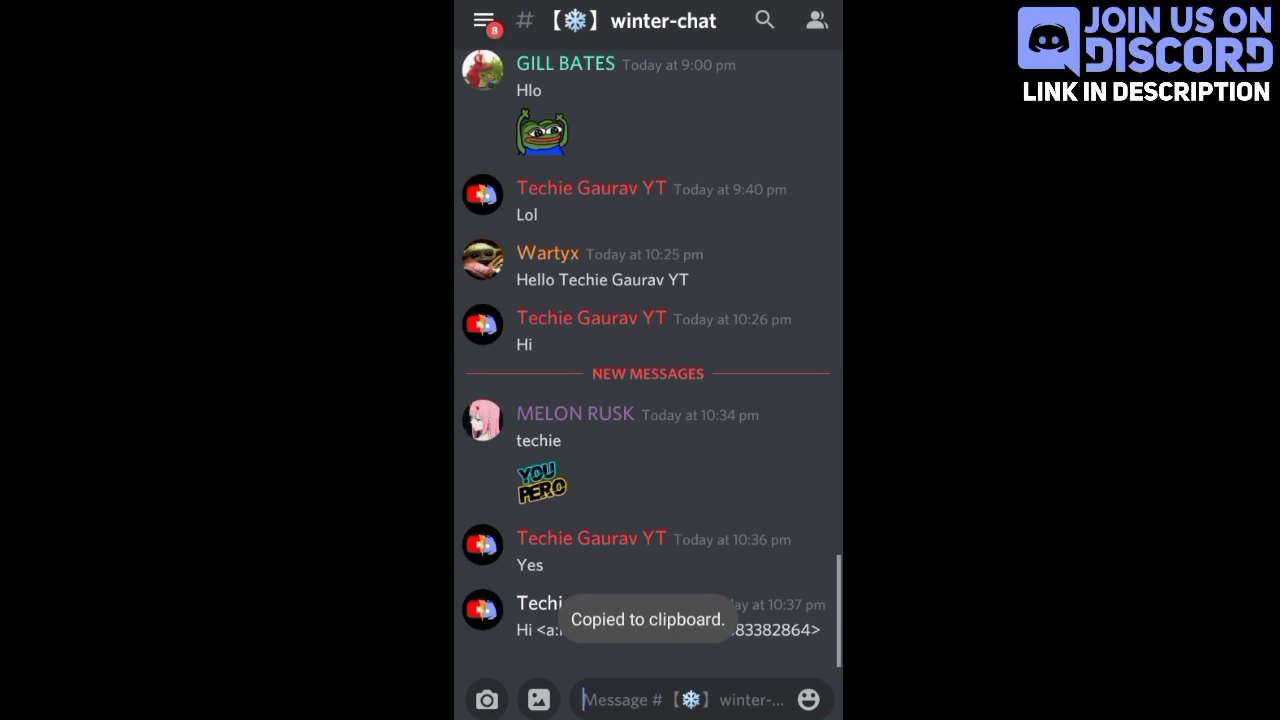 8
# 【❄】 winter-chat
JOIN US ON
DISCORD
LINK IN DESCRIPTION
GILL BATES Today at 9:00 pm
Hlo
Techie Gaurav YT Today at 9:40 pm
Lol
Wartyx Today at 10:25 pm
Hello Techie Gaurav YT
Techie Gaurav YT Today at 10:26 pm
Hi
NEW MESSAGES
MELON RUSK Today at 10:34 pm
techie
YOU
PERO
Techie Gaurav YT Today at 10:36 pm
Yes
at 10:37 pm
Copied to clipboard.
Hi <a: 83382864>
Message # 【❄】 winter-...